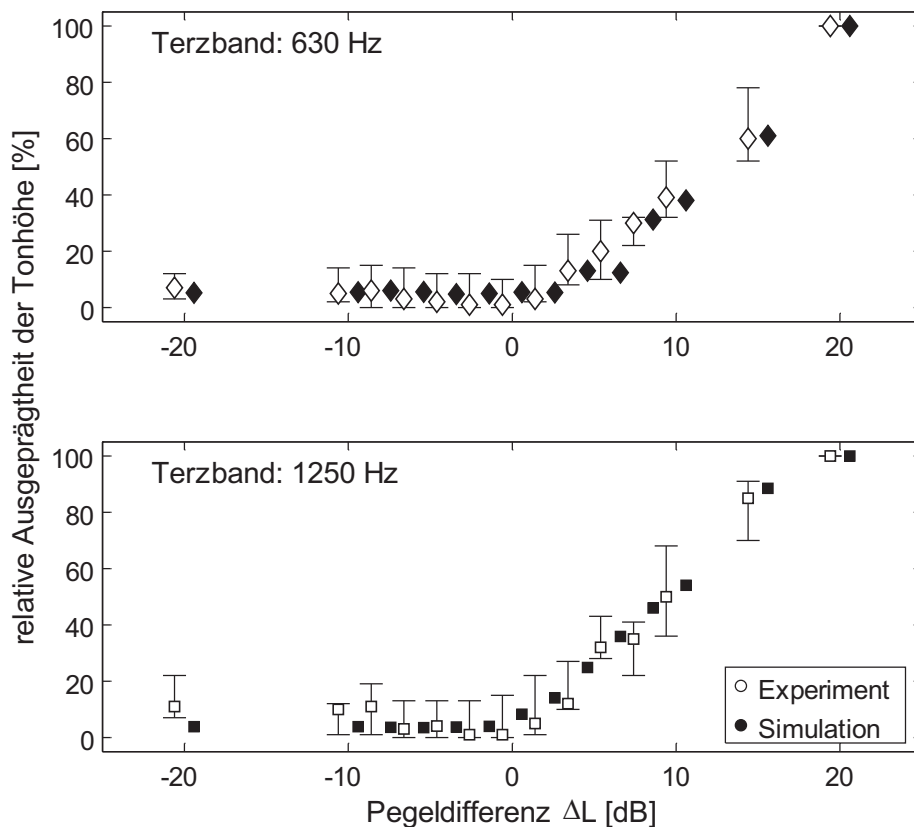 relative Ausgeprägtheit der Tonhöhe [%]
Terzband: 630 Hz
100
80
60
40
20
0
-20 -10 0 10 20
Terzband: 1250 Hz
100
80
60
40
20
0
Experiment
Simulation
-20 -10 0 10 20
Pegeldifferenz ΔL [dB]